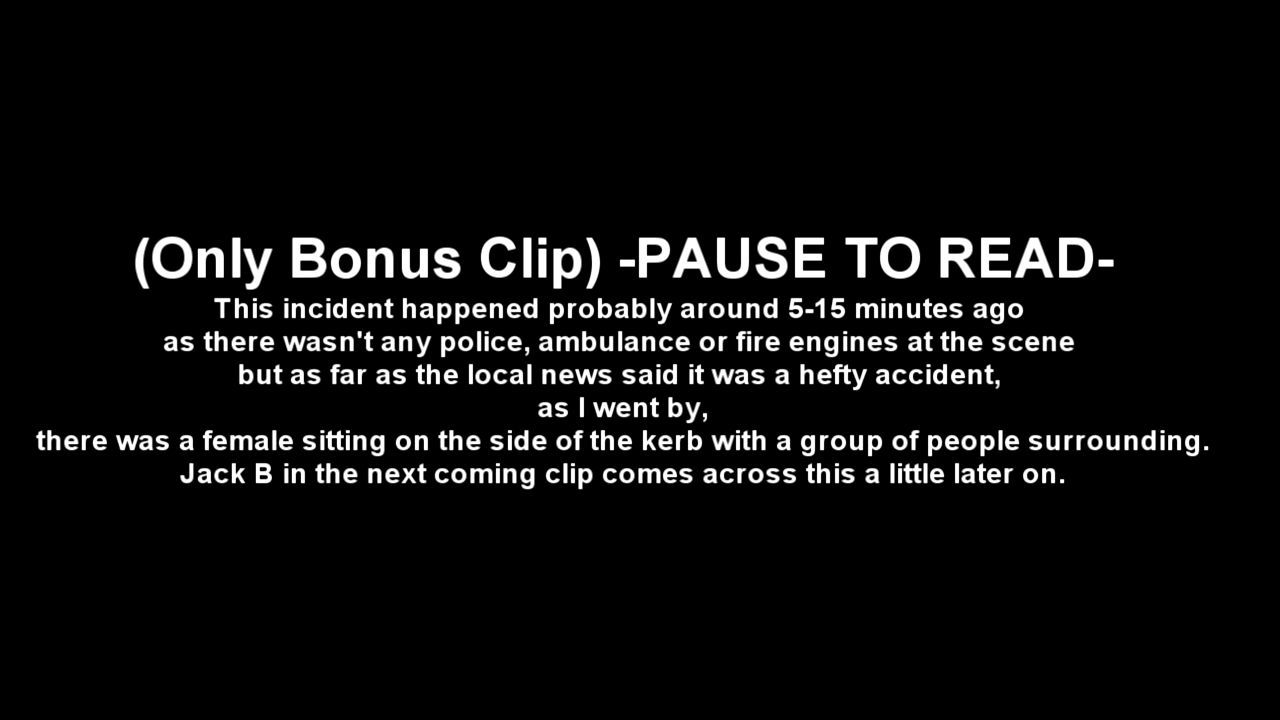 (Only Bonus Clip) -PAUSE TO READ-
This incident happened probably around 5-15 minutes ago
as there wasn't any police, ambulance or fire engines at the scene
but as far as the local news said it was a hefty accident,
as I went by,
there was a female sitting on the side of the kerb with a group of people surrounding.
Jack B in the next coming clip comes across this a little later on.